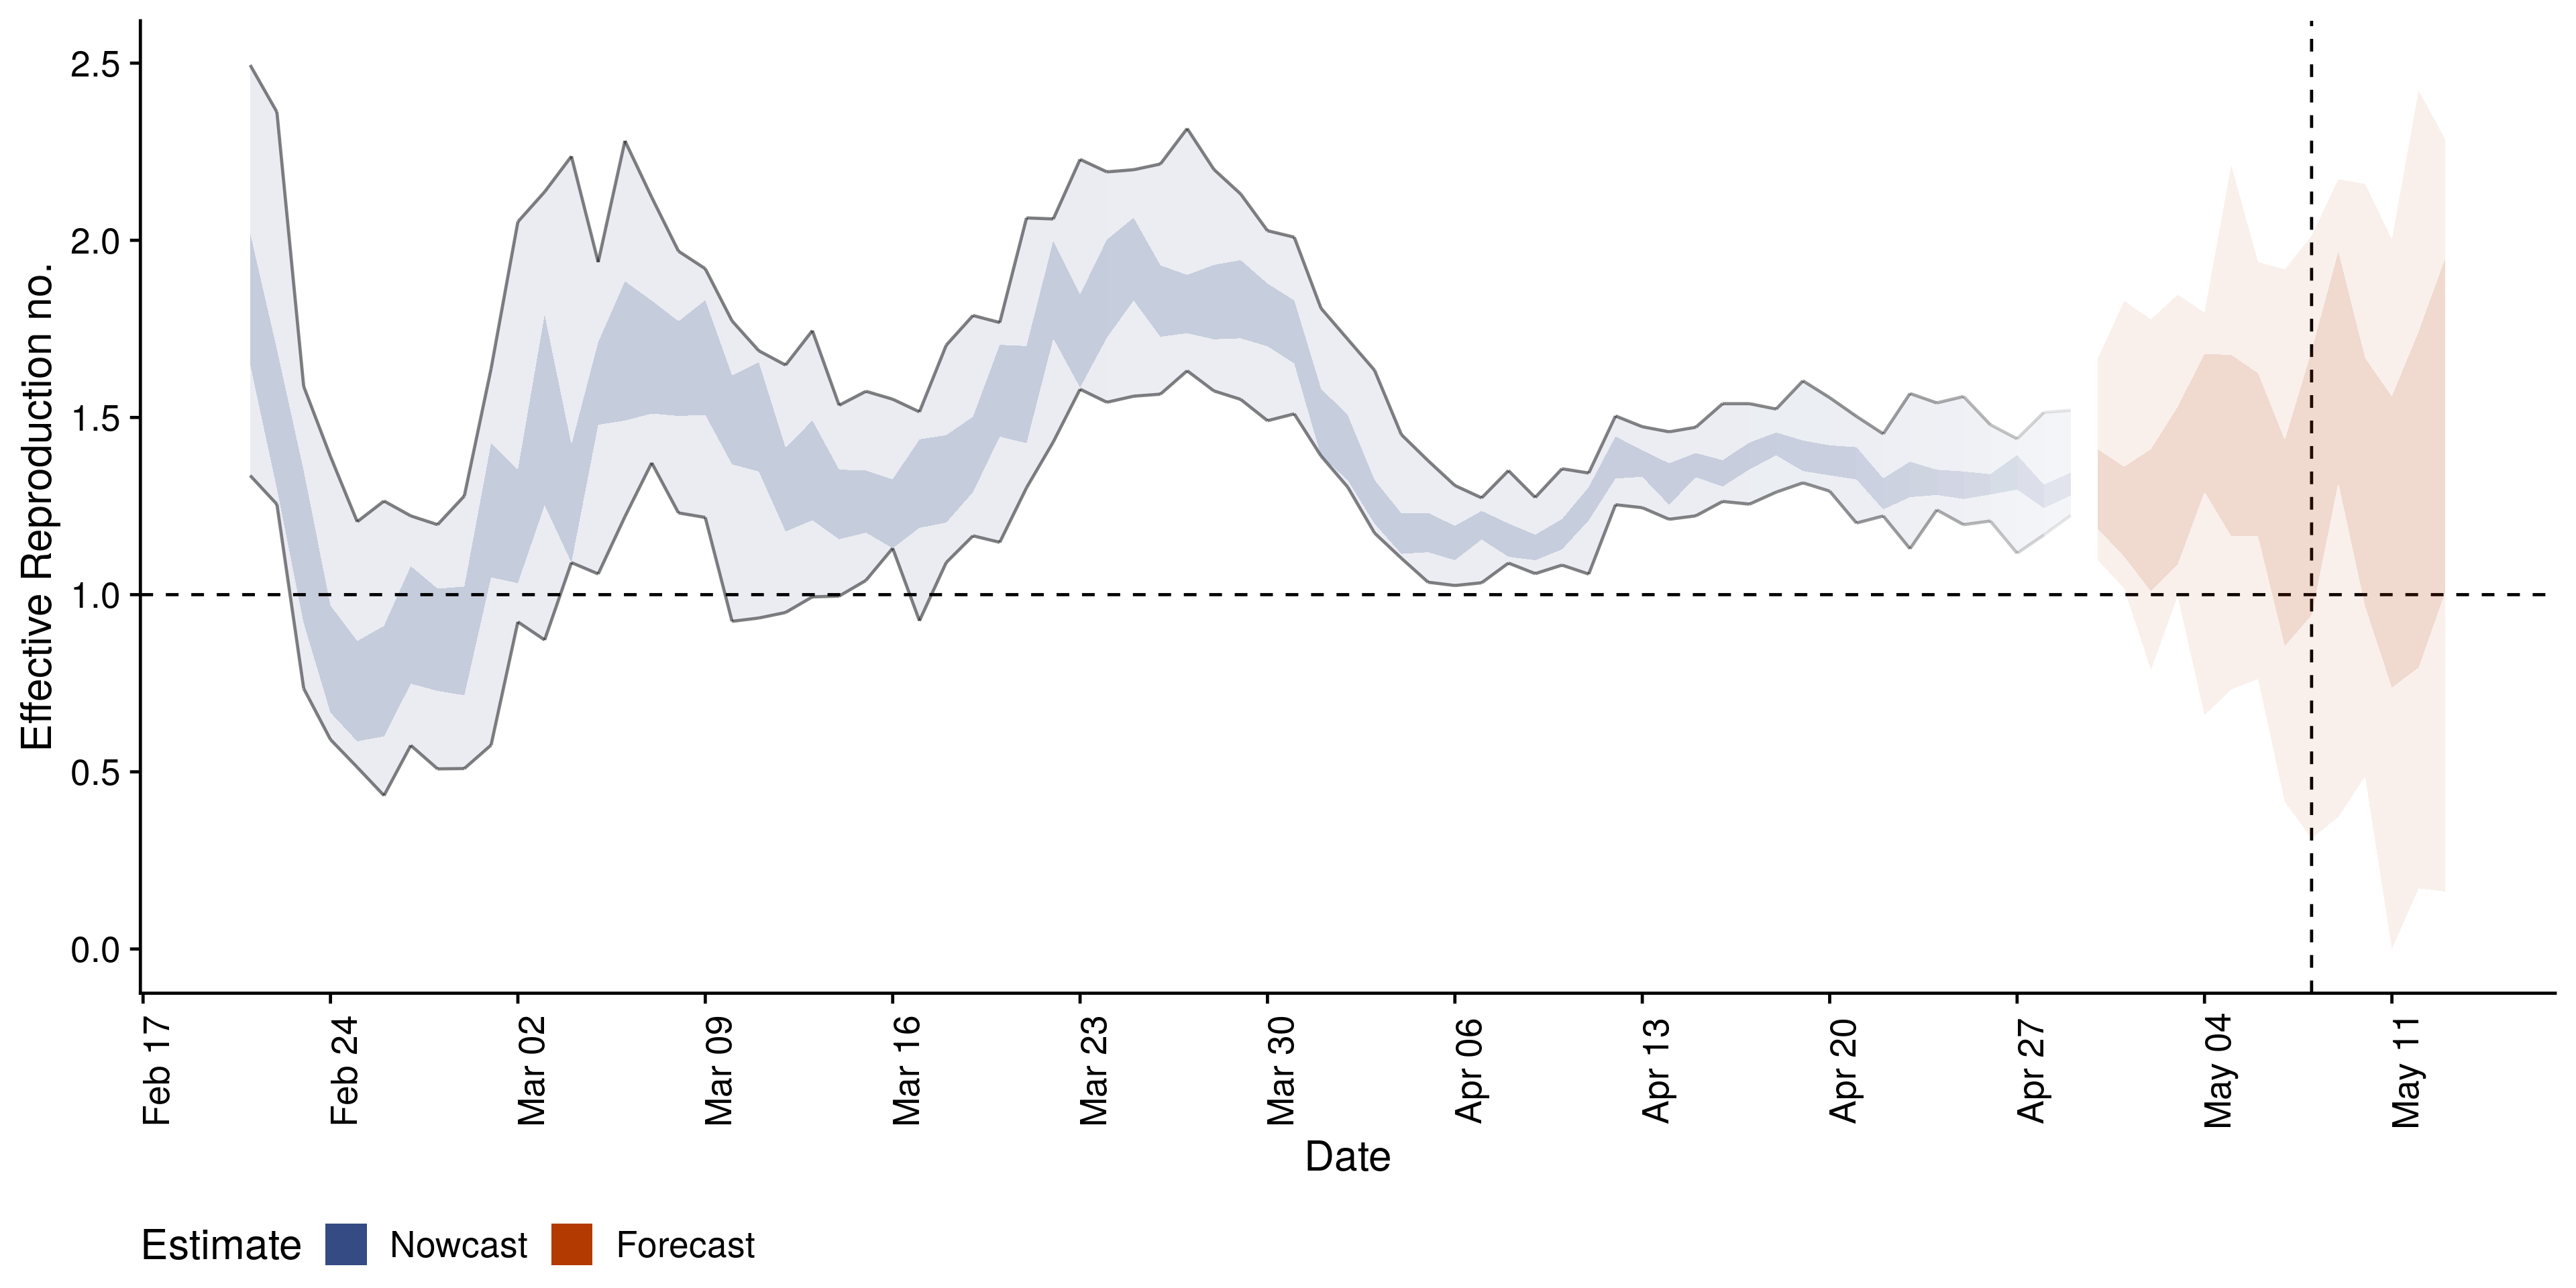 Effective Reproduction no.
2.5
2.0
1.5
1.0
0.5
0.0
Feb 17
Feb 24
Mar 02
Mar 09
Mar 16
Mar 23
Mar 30
Apr 06
Apr 13
Apr 20
Apr 27
May 04
May 11
Date
Estimate Nowcast Forecast